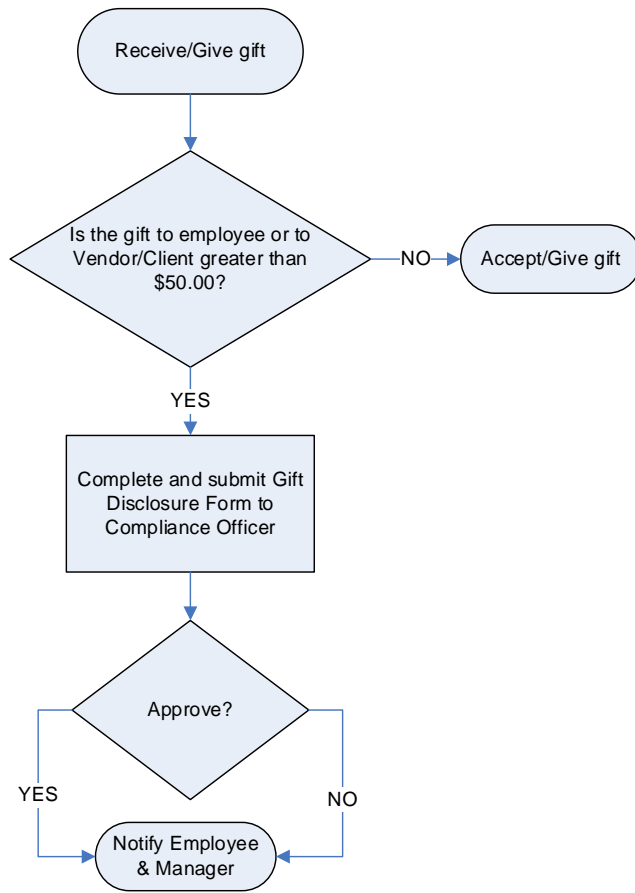 Receive/Give gift
Is the gift to employee or to
Vendor/Client greater than
$50.00?
NO
Accept/Give gift
YES
Complete and submit Gift
Disclosure Form to
Compliance Officer
Approve?
YES
NO
Notify Employee
& Manager